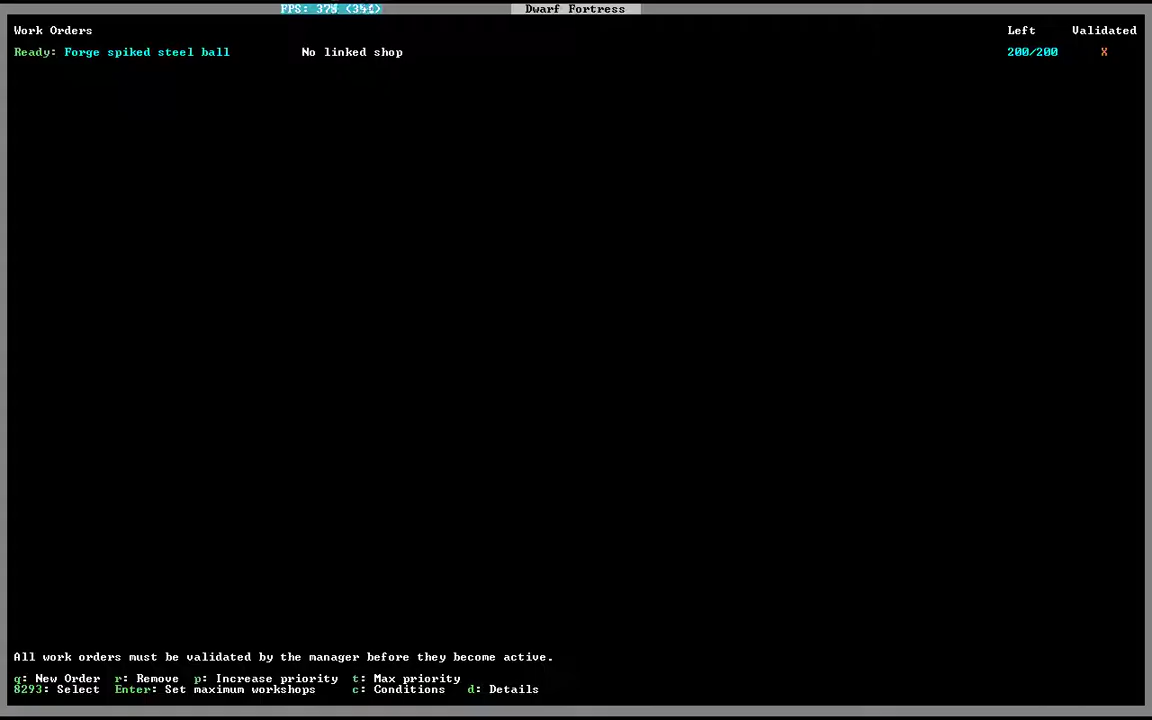 Dwarf Fortress
Work Orders Left Validated
Ready: Forge spiked steel ball No linked shop 200/200 X
All work orders must be validated by the manager before they become active.
q: New Order r: Remove p: Increase priority t: Max priority
8293: Select Enter: Set maximum workshops c: Conditions d: Details